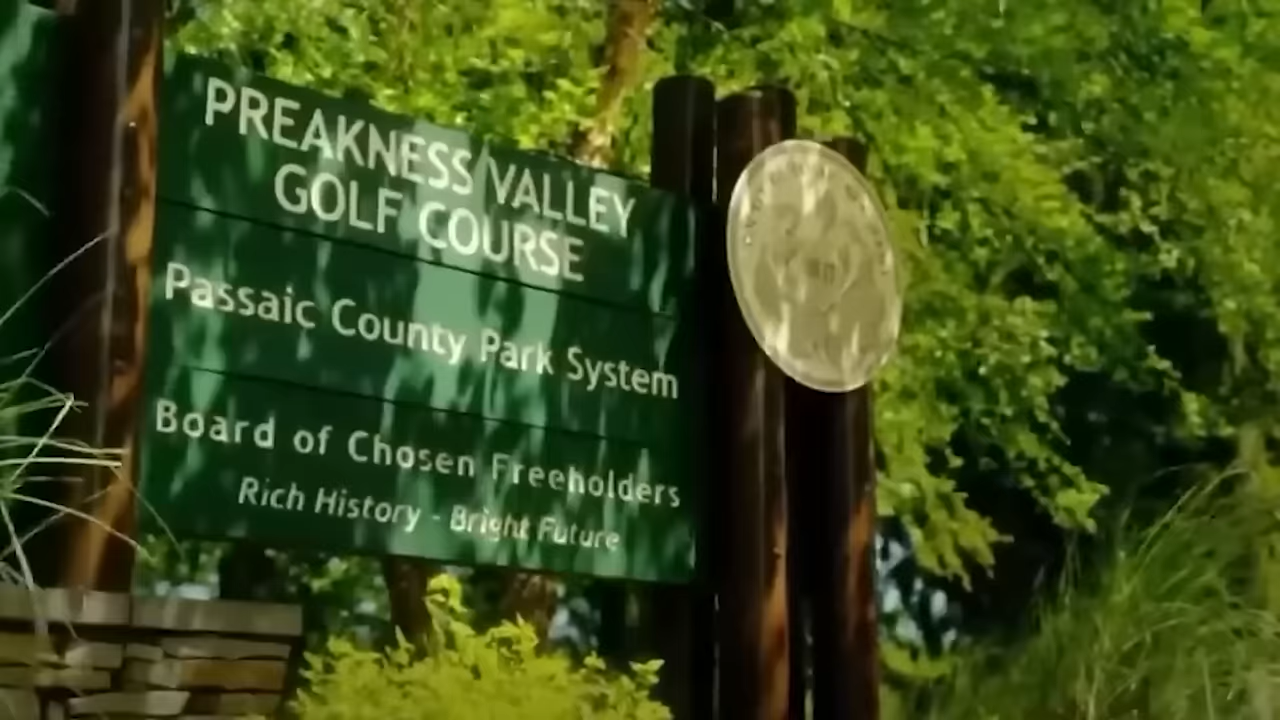 PREAKNESS VALLEY
GOLF COURSE
Passaic County Park System
Board of Chosen Freeholders
Rich History - Bright Future